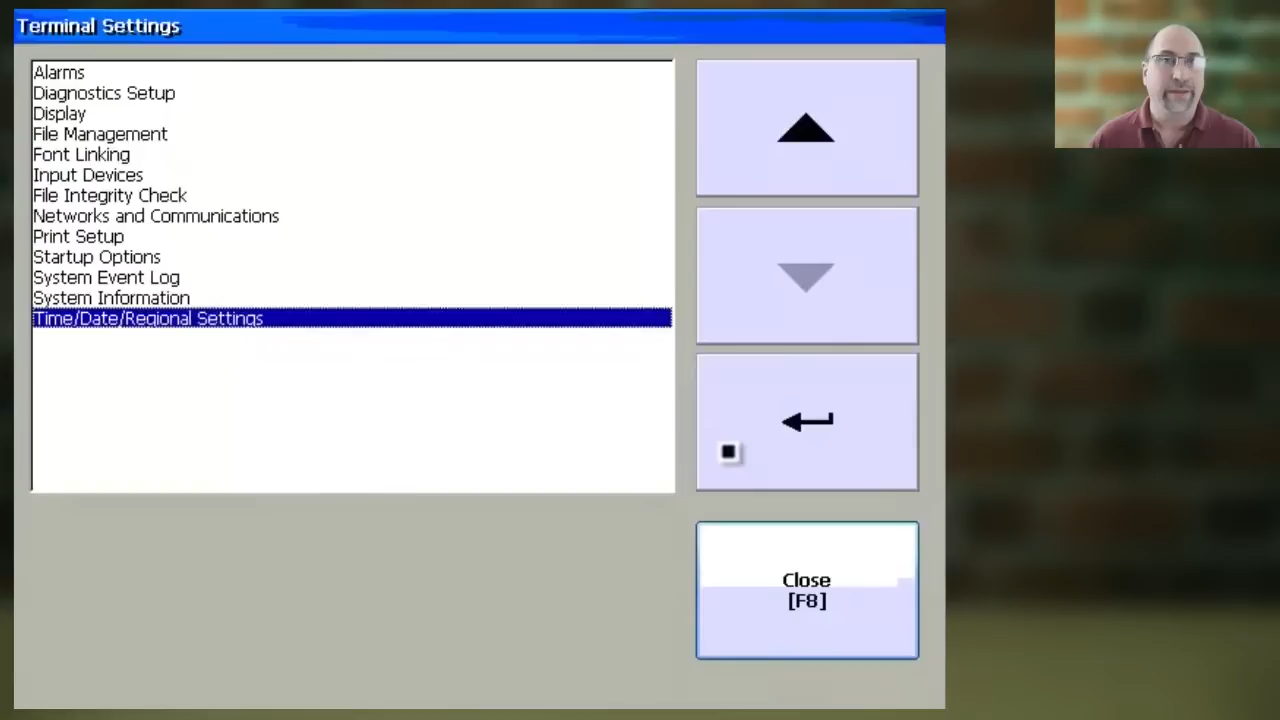 Terminal Settings
Alarms
Diagnostics Setup
Display
File Management
Font Linking
Input Devices
File Integrity Check
Networks and Communications
Print Setup
Startup Options
System Event Log
System Information
Time/Date/Regional Settings
Close
[F8]